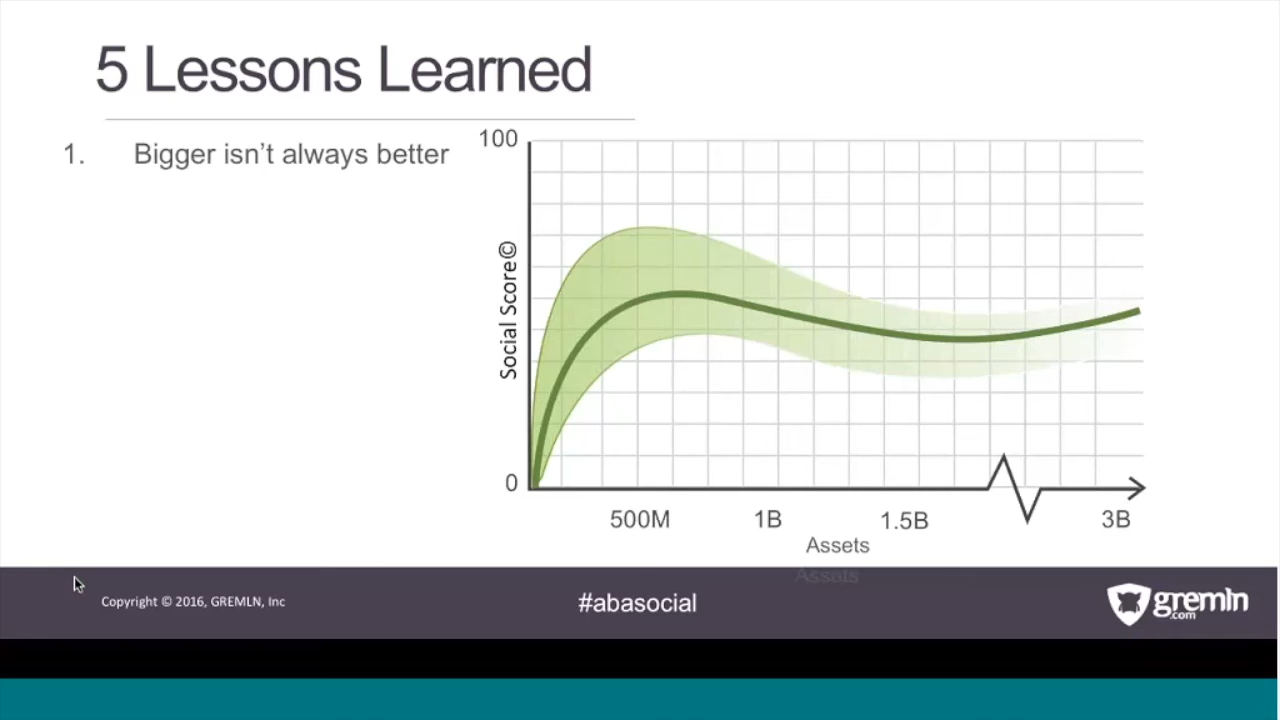 5 Lessons Learned
1. Bigger isn't always better
100
Social Score©
0
500M 1B 1.5B 3B
Assets
Assets
Copyright © 2016, GREMLN, Inc
#abasocial
gremln
.com